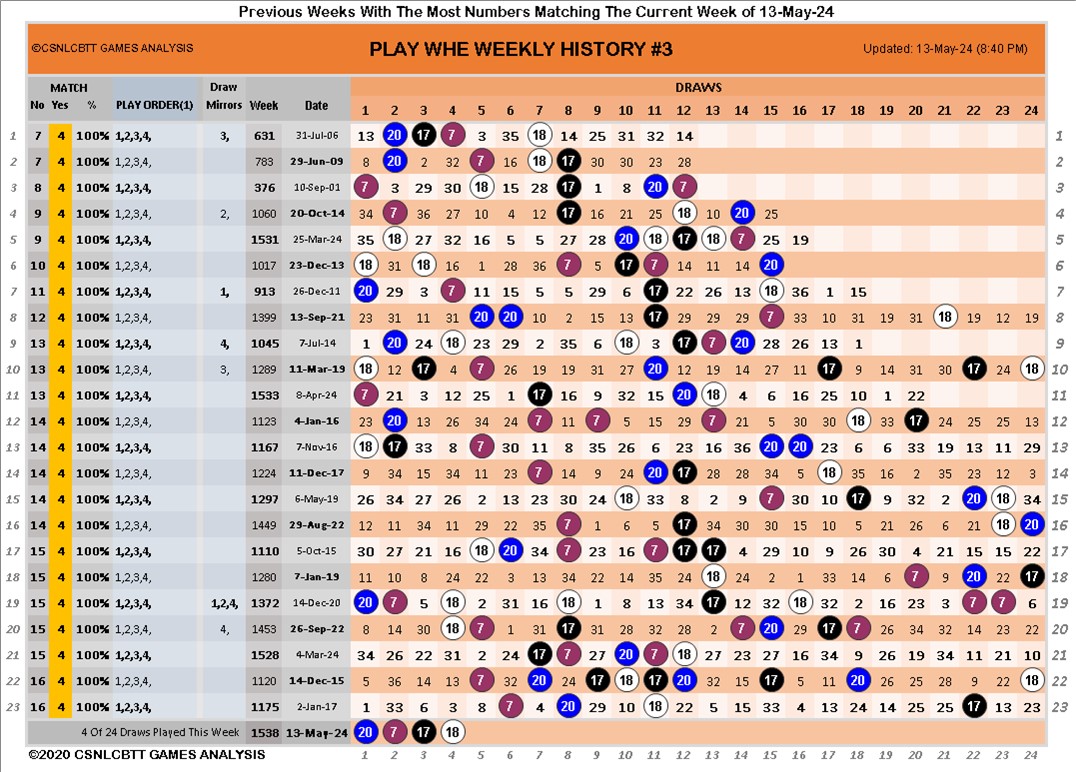 Previous Weeks With The Most Numbers Matching The Current Week of 13-May-24
©CSNLCBTT GAMES ANALYSIS PLAY WHE WEEKLY HISTORY #3 Updated: 13-May-24 (8:40 PM)
MATCH Draw DRAWS
No Yes % PLAY ORDER(1) Mirrors Week Date 1 2 3 4 5 6 7 8 9 10 11 12 13 14 15 16 17 18 19 20 21 22 23 24
1 7 4 100% 1,2,3,4, 3, 631 31-Jul-06 13 20 17 7 3 35 18 14 25 31 32 14 1
2 7 4 100% 1,2,3,4, 783 29-Jun-09 8 20 2 32 7 16 18 17 30 30 23 28 2
3 8 4 100% 1,2,3,4, 376 10-Sep-01 7 3 29 30 18 15 28 17 1 8 20 7 3
4 9 4 100% 1,2,3,4, 2, 1060 20-Oct-14 34 7 36 27 10 4 12 17 16 21 25 18 10 20 25 4
5 9 4 100% 1,2,3,4, 1531 25-Mar-24 35 18 27 32 16 5 5 27 28 20 18 17 18 7 25 19 5
6 10 4 100% 1,2,3,4, 1017 23-Dec-13 18 31 18 16 1 28 36 7 5 17 7 14 11 14 20 6
7 11 4 100% 1,2,3,4, 1, 913 26-Dec-11 20 29 3 7 11 15 5 5 29 6 17 22 26 13 18 36 1 15 7
8 12 4 100% 1,2,3,4, 1399 13-Sep-21 23 31 11 31 20 20 10 2 15 13 17 29 29 29 7 33 10 31 19 31 18 19 12 19 8
9 13 4 100% 1,2,3,4, 4, 1045 7-Jul-14 1 20 24 18 23 29 2 35 6 18 3 17 7 20 28 26 13 18 1 9
10 13 4 100% 1,2,3,4, 3, 1289 11-Mar-19 18 12 17 4 7 26 19 19 31 31 20 12 19 14 27 11 17 9 14 31 30 17 24 18 10
11 13 4 100% 1,2,3,4, 1533 8-Apr-24 7 21 3 12 25 1 17 16 9 32 15 20 18 4 6 16 25 10 1 22 11
12 14 4 100% 1,2,3,4, 1123 4-Jan-16 23 20 13 26 34 24 7 8 7 12 15 29 7 21 5 30 30 18 33 17 24 25 25 13 12
13 14 4 100% 1,2,3,4, 1167 7-Nov-16 18 17 33 8 7 30 11 8 35 26 6 13 23 16 36 20 20 23 6 6 33 19 13 11 29 13
14 14 4 100% 1,2,3,4, 1224 11-Dec-17 9 34 15 34 11 23 7 14 9 24 20 17 28 28 34 5 18 35 16 2 35 23 12 3 14
15 14 4 100% 1,2,3,4, 1297 6-May-19 26 34 27 26 2 13 23 30 24 18 33 8 2 9 7 30 10 17 9 32 2 20 18 34 15
16 14 4 100% 1,2,3,4, 1449 29-Aug-22 12 11 34 11 29 22 35 7 1 6 5 17 34 30 30 15 10 5 21 26 6 21 18 20 16
17 15 4 100% 1,2,3,4, 1110 5-Oct-15 30 27 21 16 18 20 34 7 23 16 7 17 17 4 29 10 9 26 30 4 21 15 15 22 17
18 15 4 100% 1,2,3,4, 1280 7-Jan-19 11 10 8 24 22 3 13 34 22 14 35 24 18 24 2 1 33 14 6 7 9 20 22 17 18
19 15 4 100% 1,2,3,4, 1,2,4, 1372 14-Dec-20 20 7 5 18 2 31 16 18 1 8 13 34 17 12 32 18 32 2 16 23 3 7 7 6 19
20 15 4 100% 1,2,3,4, 4, 1453 26-Sep-22 8 14 30 18 7 1 31 17 31 28 32 28 2 7 20 29 17 7 26 32 32 14 34 22 20
21 15 4 100% 1,2,3,4, 1528 4-Mar-24 34 26 22 31 2 24 17 7 27 20 7 18 27 23 27 16 34 9 26 19 34 11 21 10 21
22 16 4 100% 1,2,3,4, 1120 14-Dec-15 5 36 14 13 7 32 20 24 17 18 17 20 32 15 17 11 18 20 26 25 28 9 22 18 22
23 16 4 100% 1,2,3,4, 1175 2-Jan-17 1 33 6 3 8 7 4 20 29 10 18 22 5 15 33 4 13 24 14 25 25 17 13 23 23
4 Of 24 Draws Played This Week 1538 13-May-24 20 7 17 18
©2020 CSNLCBTT GAMES ANALYSIS 1 2 3 4 5 6 7 8 9 10 11 12 13 14 15 16 17 18 19 20 21 22 23 24